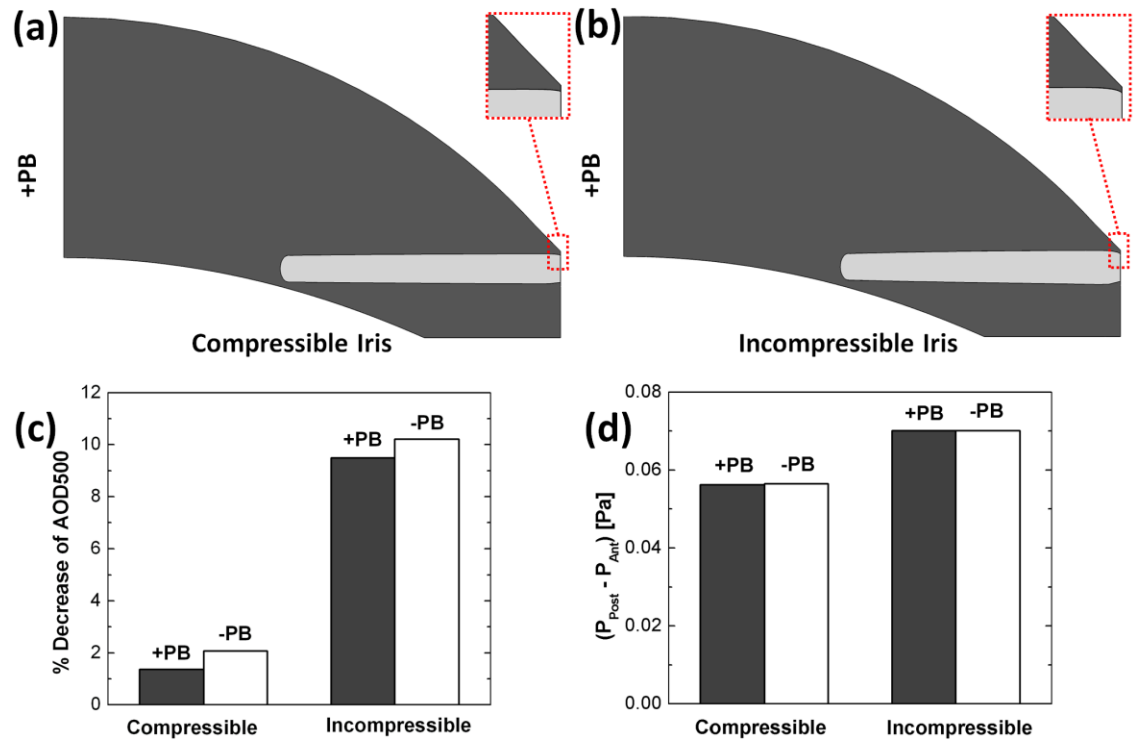 (a)
+PB
Compressible Iris
(b)
+PB
Incompressible Iris
(c)
% Decrease of AOD500
12
10
8
6
4
2
0
+PB
-PB
+PB
-PB
Compressible
Incompressible
(d)
(P_Post - P_Ant) [Pa]
0.08
0.06
0.04
0.02
0.00
+PB
-PB
+PB
-PB
Compressible
Incompressible